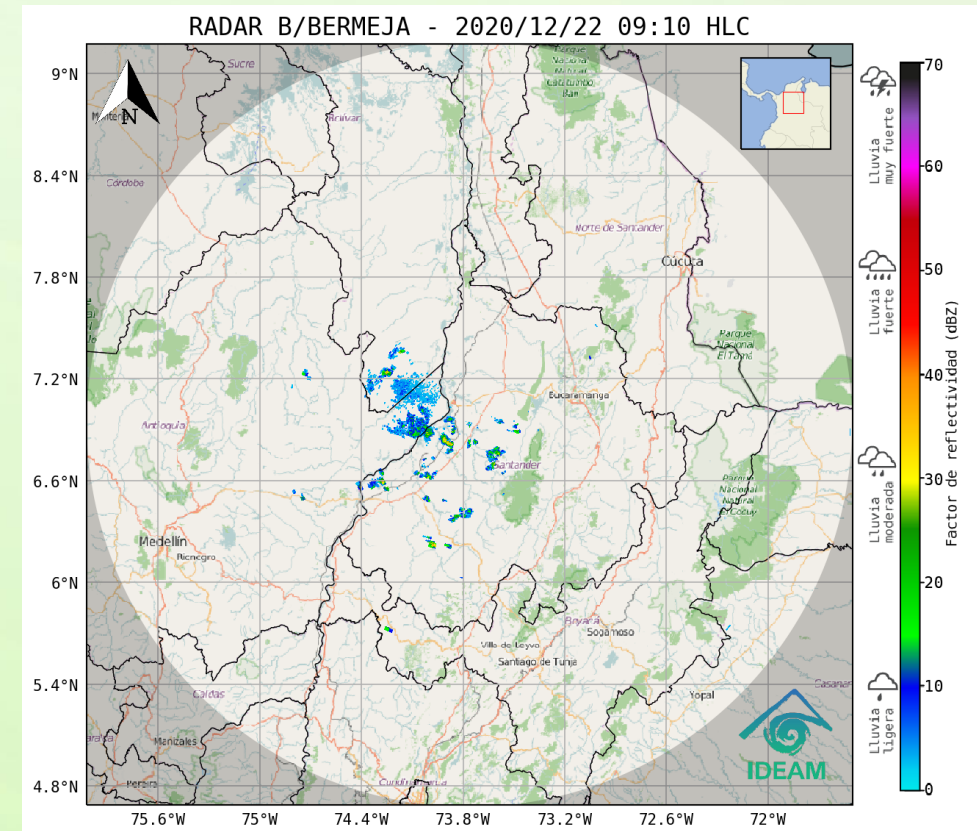 RADAR B/BERMEJA - 2020/12/22 09:10 HLC
9°N
8.4°N
7.8°N
7.2°N
6.6°N
6°N
5.4°N
4.8°N
75.6°W
75°W
74.4°W
73.8°W
73.2°W
72.6°W
72°W
N
Sucre
Bolívar
Córdoba
Parque
Nacional
Natural
Catatumbo
Bari
Norte de Santander
Cúcuta
Parque
Nacional
El Tamá
Bucaramanga
Antioquia
Santander
Parque
Nacional
Natural
El Cocuy
Medellín
Rionegro
Boyacá
Sogamoso
Villa de Leyva
Santiago de Tunja
Yopal
Casanare
Caldas
Manizales
Pereira
Cundinamarca
IDEAM
70
60
50
40
30
20
10
0
Factor de reflectividad (dBZ)
Lluvia
muy fuerte
Lluvia
fuerte
Lluvia
moderada
Lluvia
ligera